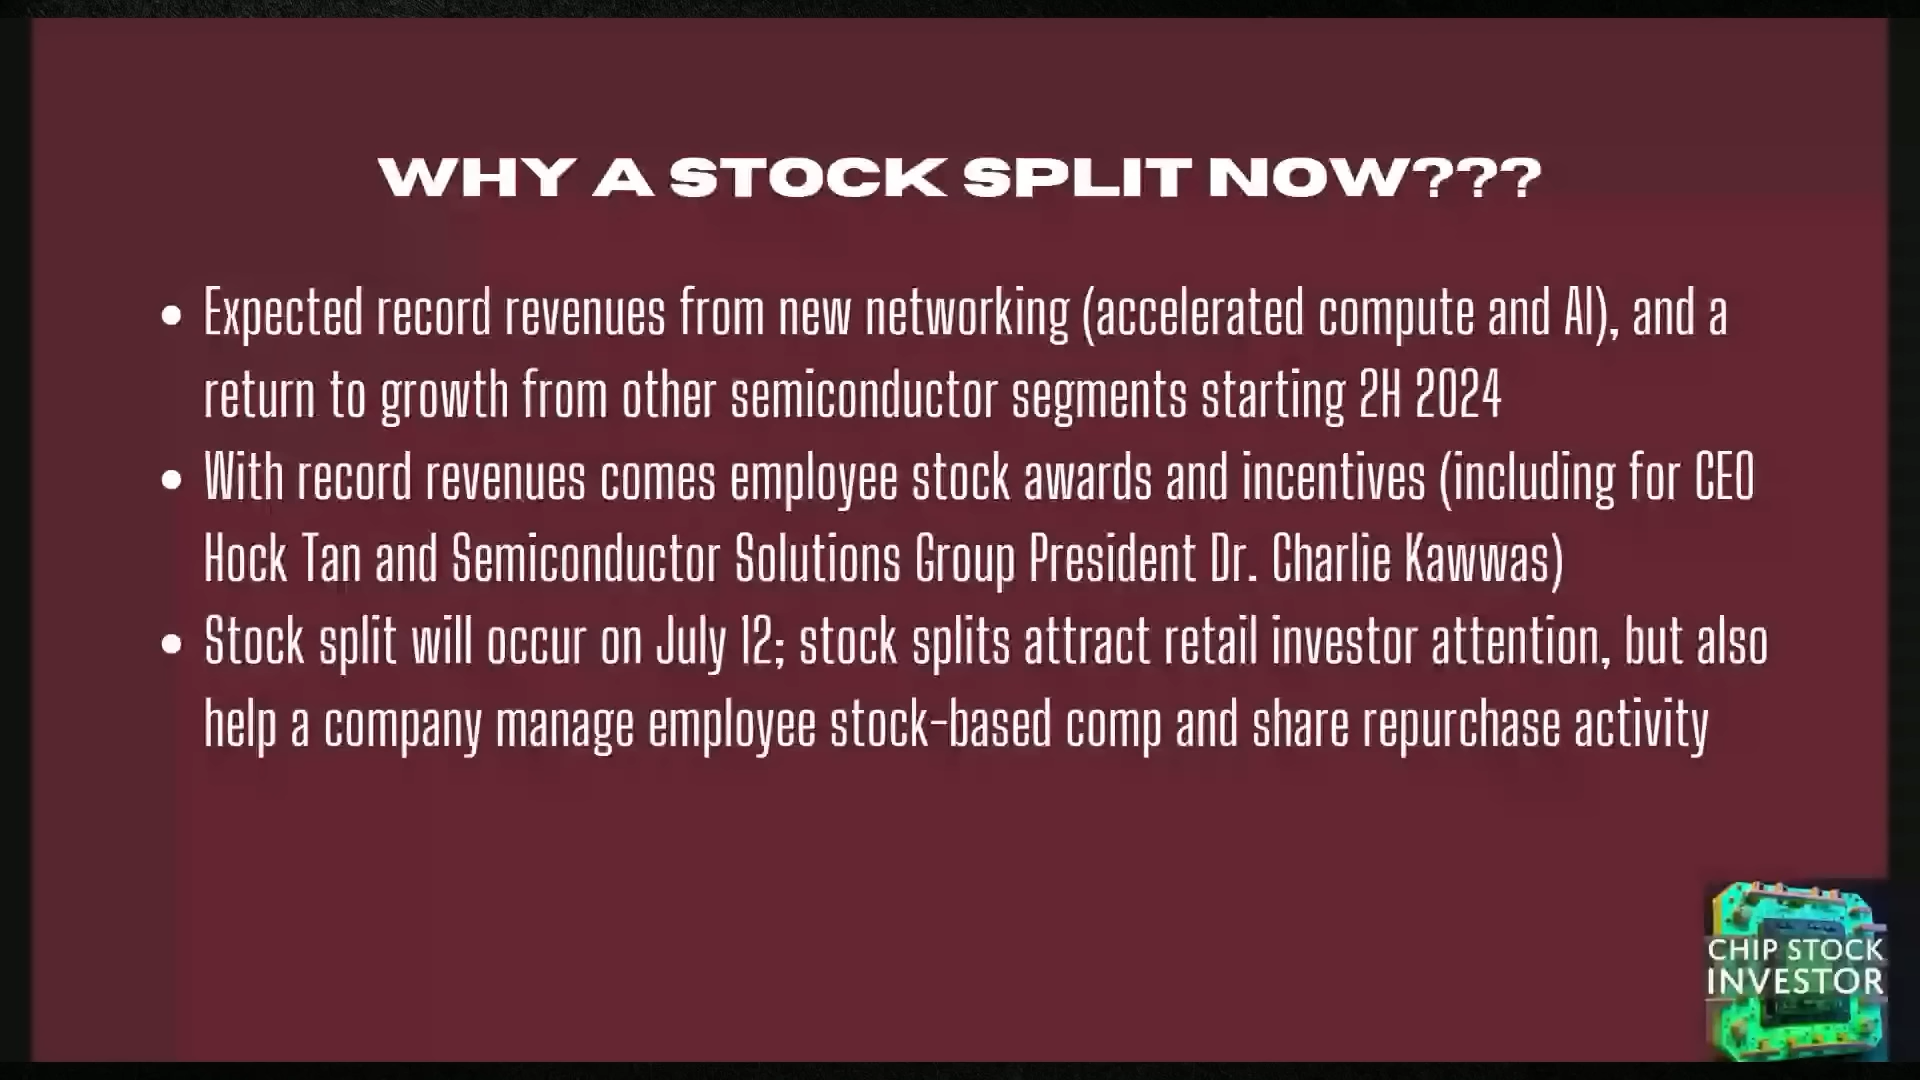 WHY A STOCK SPLIT NOW???
• Expected record revenues from new networking (accelerated compute and AI), and a
return to growth from other semiconductor segments starting 2H 2024
• With record revenues comes employee stock awards and incentives (including for CEO
Hock Tan and Semiconductor Solutions Group President Dr. Charlie Kawwas)
• Stock split will occur on July 12; stock splits attract retail investor attention, but also
help a company manage employee stock-based comp and share repurchase activity
CHIP STOCK
INVESTOR